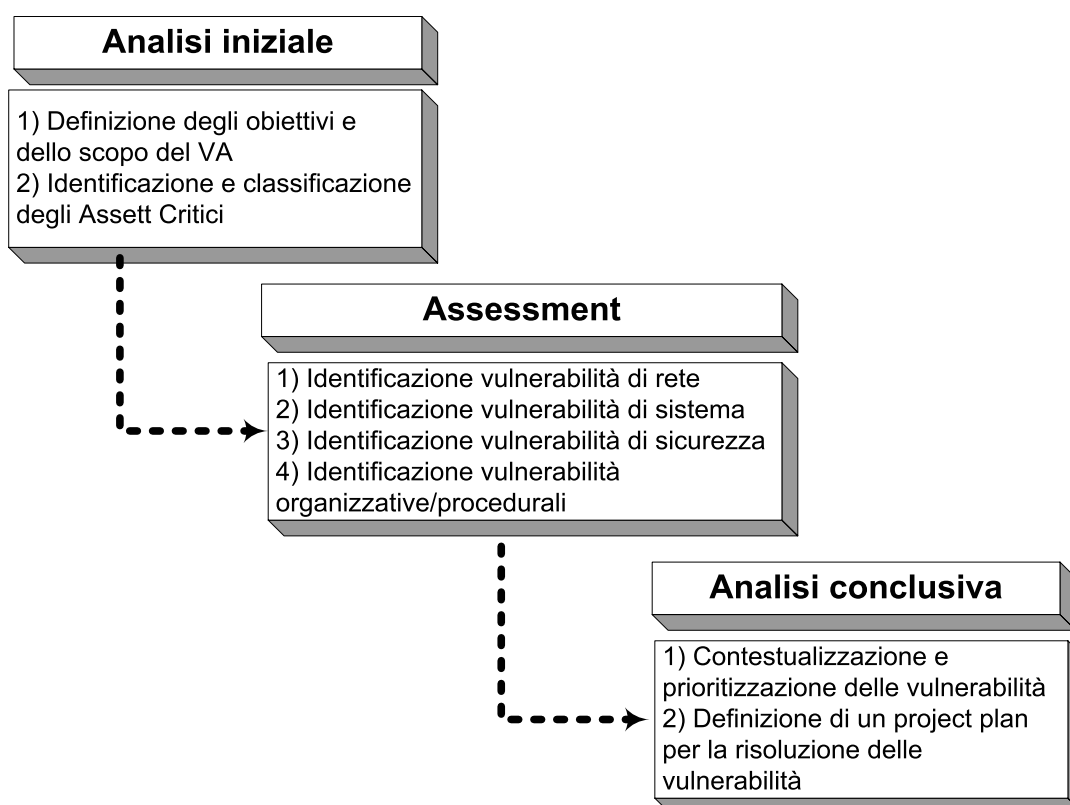 Analisi iniziale
1) Definizione degli obiettivi e
dello scopo del VA
2) Identificazione e classificazione
degli Assett Critici
Assessment
1) Identificazione vulnerabilità di rete
2) Identificazione vulnerabilità di sistema
3) Identificazione vulnerabilità di sicurezza
4) Identificazione vulnerabilità
organizzative/procedurali
Analisi conclusiva
1) Contestualizzazione e
prioritizzazione delle vulnerabilità
2) Definizione di un project plan
per la risoluzione delle
vulnerabilità